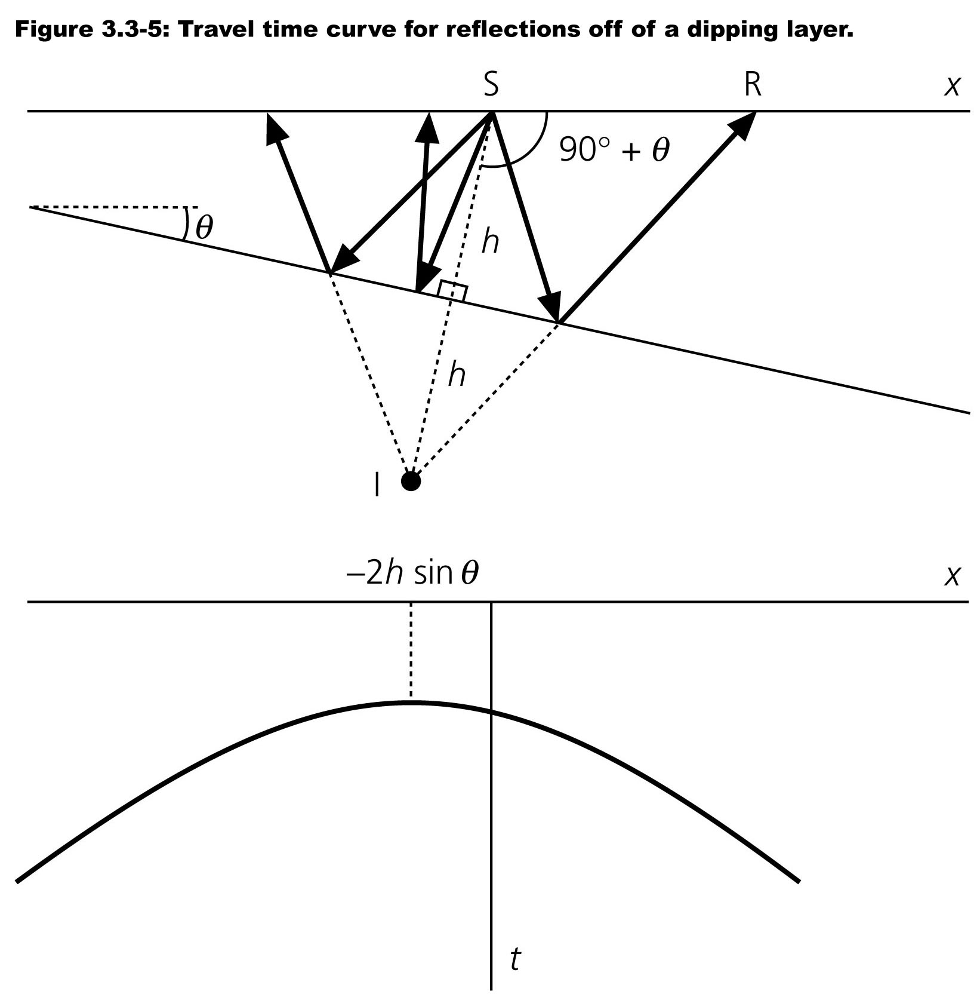 Figure 3.3-5: Travel time curve for reflections off of a dipping layer.
S R x
90° + θ
θ
h
h
I
–2h sin θ x
t